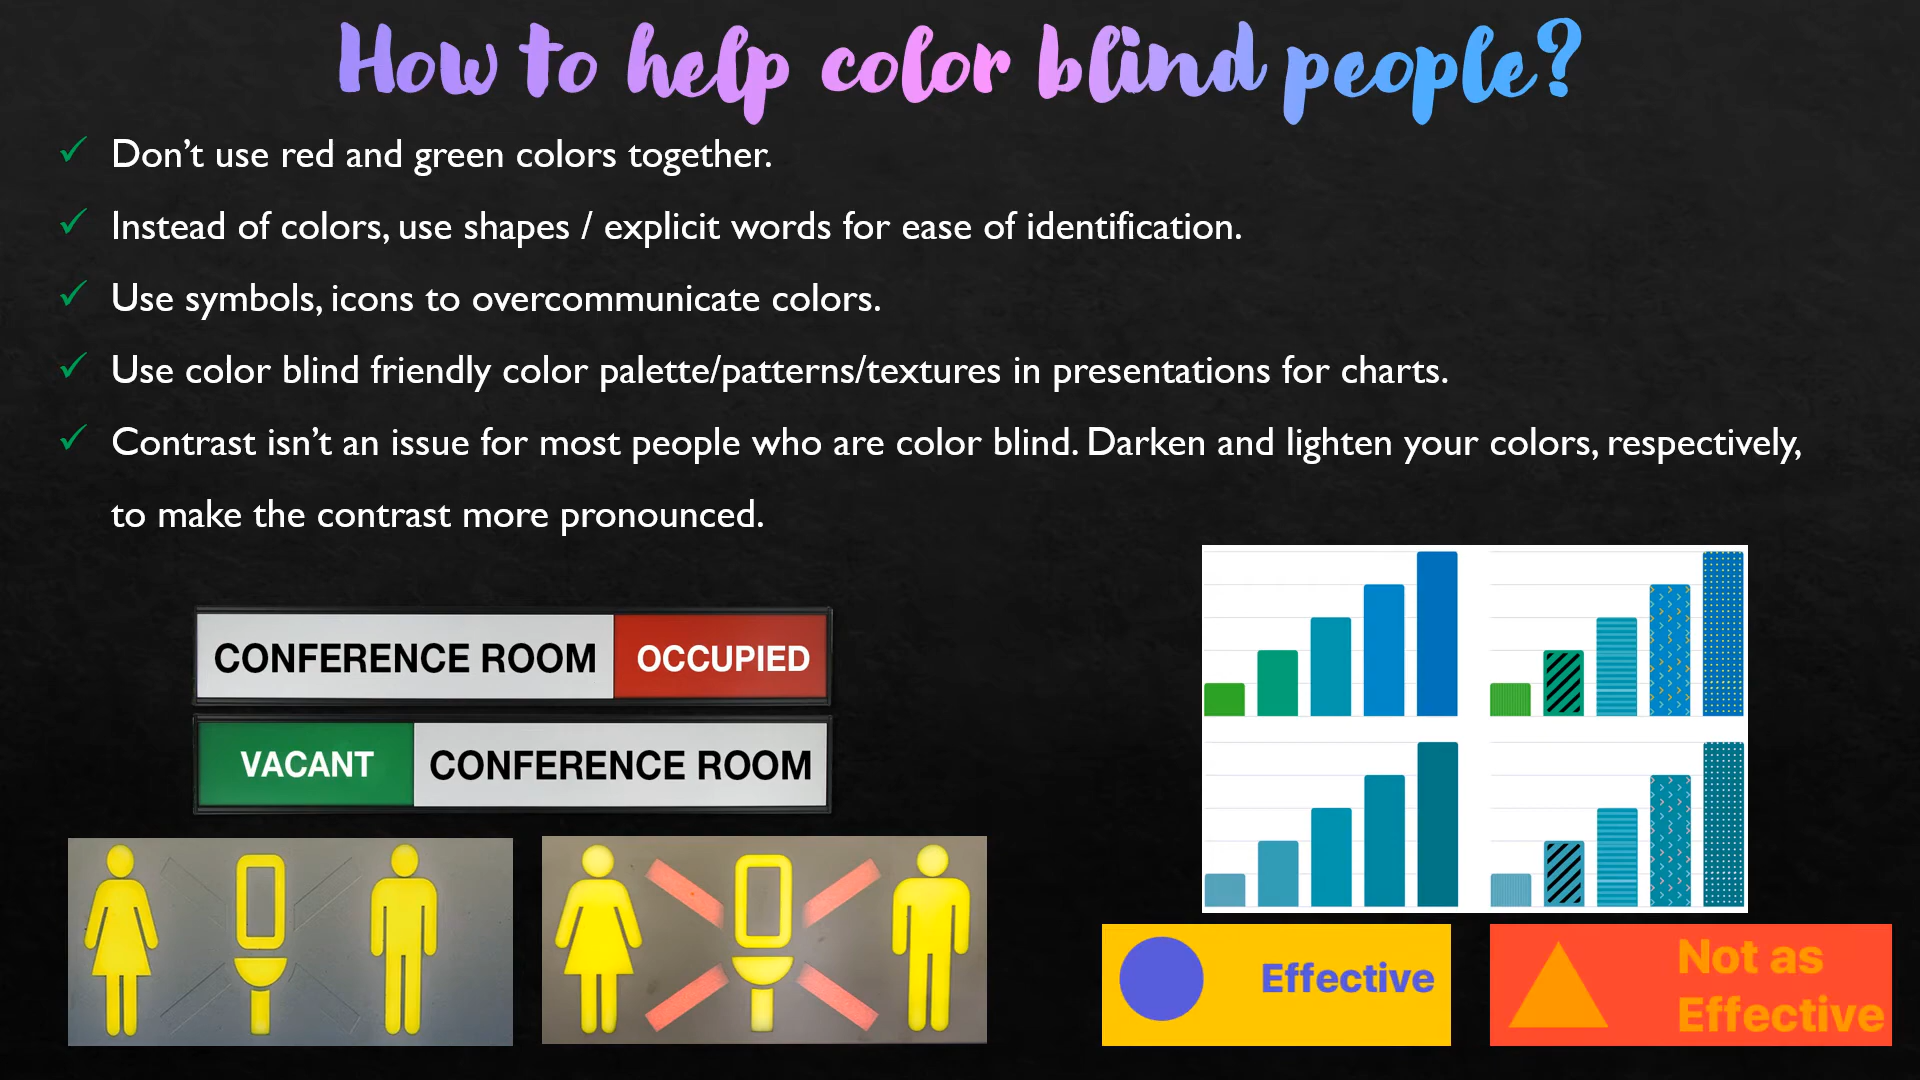 How to help color blind people?
Don’t use red and green colors together.
Instead of colors, use shapes / explicit words for ease of identification.
Use symbols, icons to overcommunicate colors.
Use color blind friendly color palette/patterns/textures in presentations for charts.
Contrast isn’t an issue for most people who are color blind. Darken and lighten your colors, respectively,
to make the contrast more pronounced.
CONFERENCE ROOM OCCUPIED
VACANT CONFERENCE ROOM
Effective
Not as
Effective